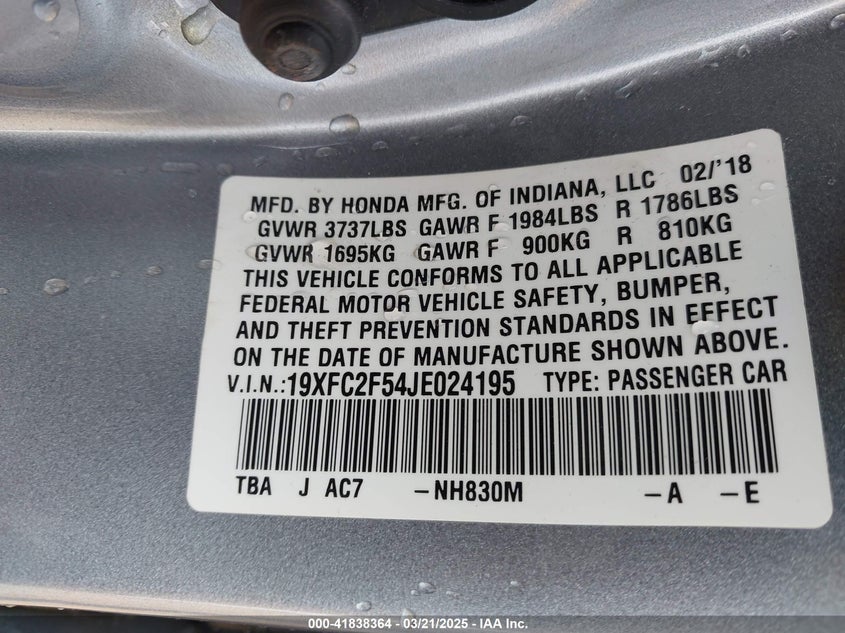 MFD. BY HONDA MFG. OF INDIANA, LLC 02/'18
GVWR 3737LBS GAWR F 1984LBS R 1786LBS
GVWR 1695KG GAWR F 900KG R 810KG
THIS VEHICLE CONFORMS TO ALL APPLICABLE
FEDERAL MOTOR VEHICLE SAFETY, BUMPER,
AND THEFT PREVENTION STANDARDS IN EFFECT
ON THE DATE OF MANUFACTURE SHOWN ABOVE.
V.I.N.:19XFC2F54JE024195 TYPE: PASSENGER CAR
TBA J AC7 -NH830M -A -E
000-41838364 - 03/21/2025 - IAA Inc.